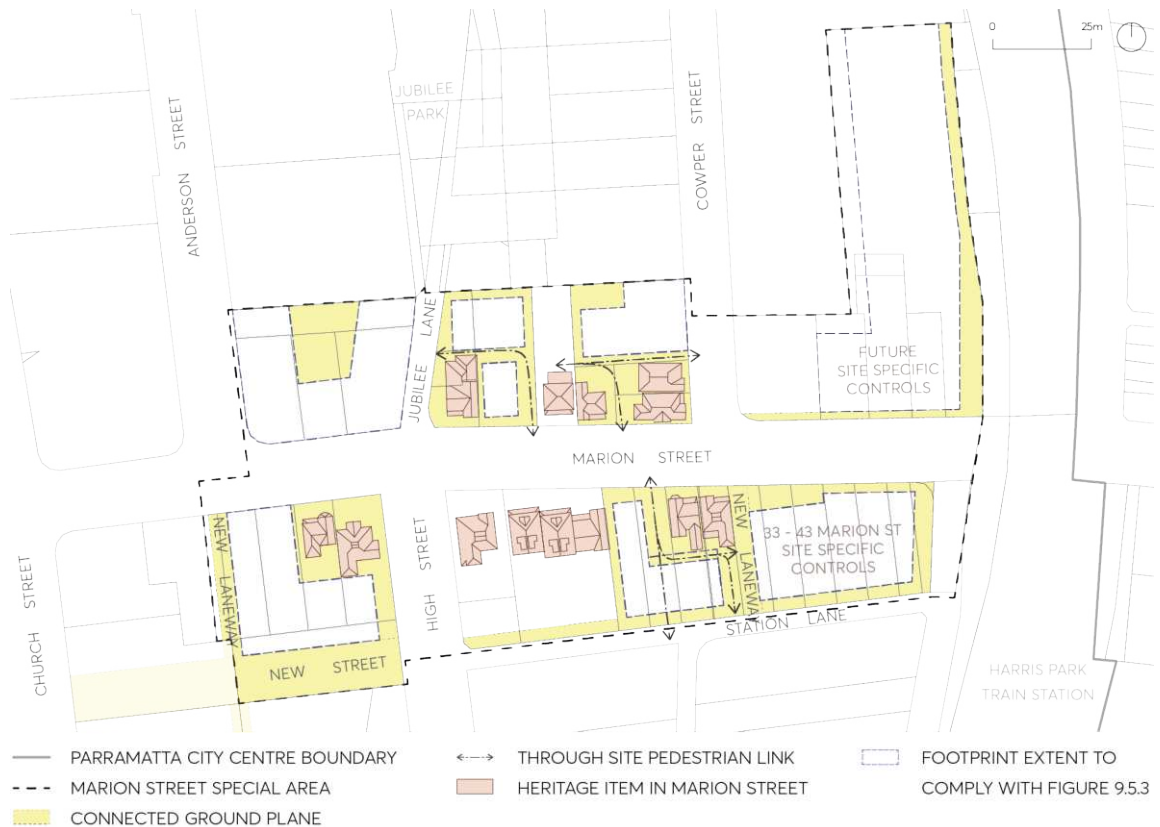 0 25m
JUBILEE
PARK
ANDERSON STREET
COWPER STREET
JUBILEE LANE
FUTURE
SITE SPECIFIC
CONTROLS
MARION STREET
CHURCH STREET
NEW LANEWAY
HIGH STREET
NEW LANEWA
33 - 43 MARION ST
SITE SPECIFIC
CONTROLS
STATION LANE
NEW STREET
HARRIS PARK
TRAIN STATION
PARRAMATTA CITY CENTRE BOUNDARY
MARION STREET SPECIAL AREA
CONNECTED GROUND PLANE
THROUGH SITE PEDESTRIAN LINK
HERITAGE ITEM IN MARION STREET
FOOTPRINT EXTENT TO
COMPLY WITH FIGURE 9.5.3